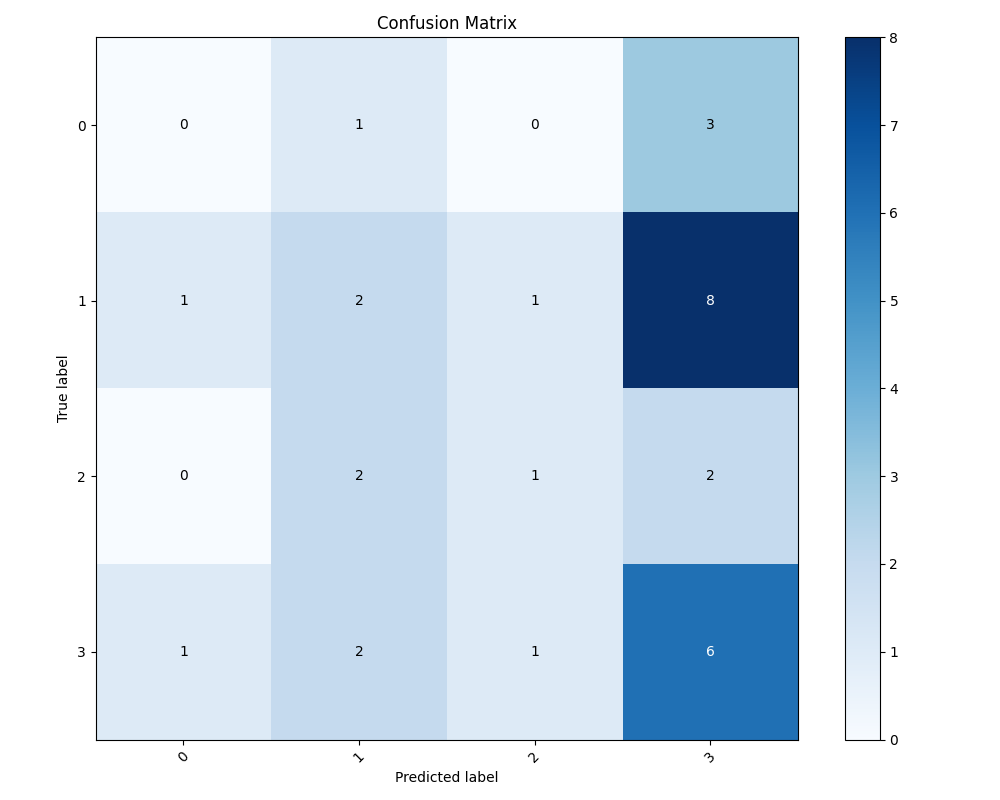 Confusion Matrix
0 0 1 0 3
1 1 2 1 8
2 0 2 1 2
3 1 2 1 6
0 1 2 3
True label
Predicted label
8
7
6
5
4
3
2
1
0